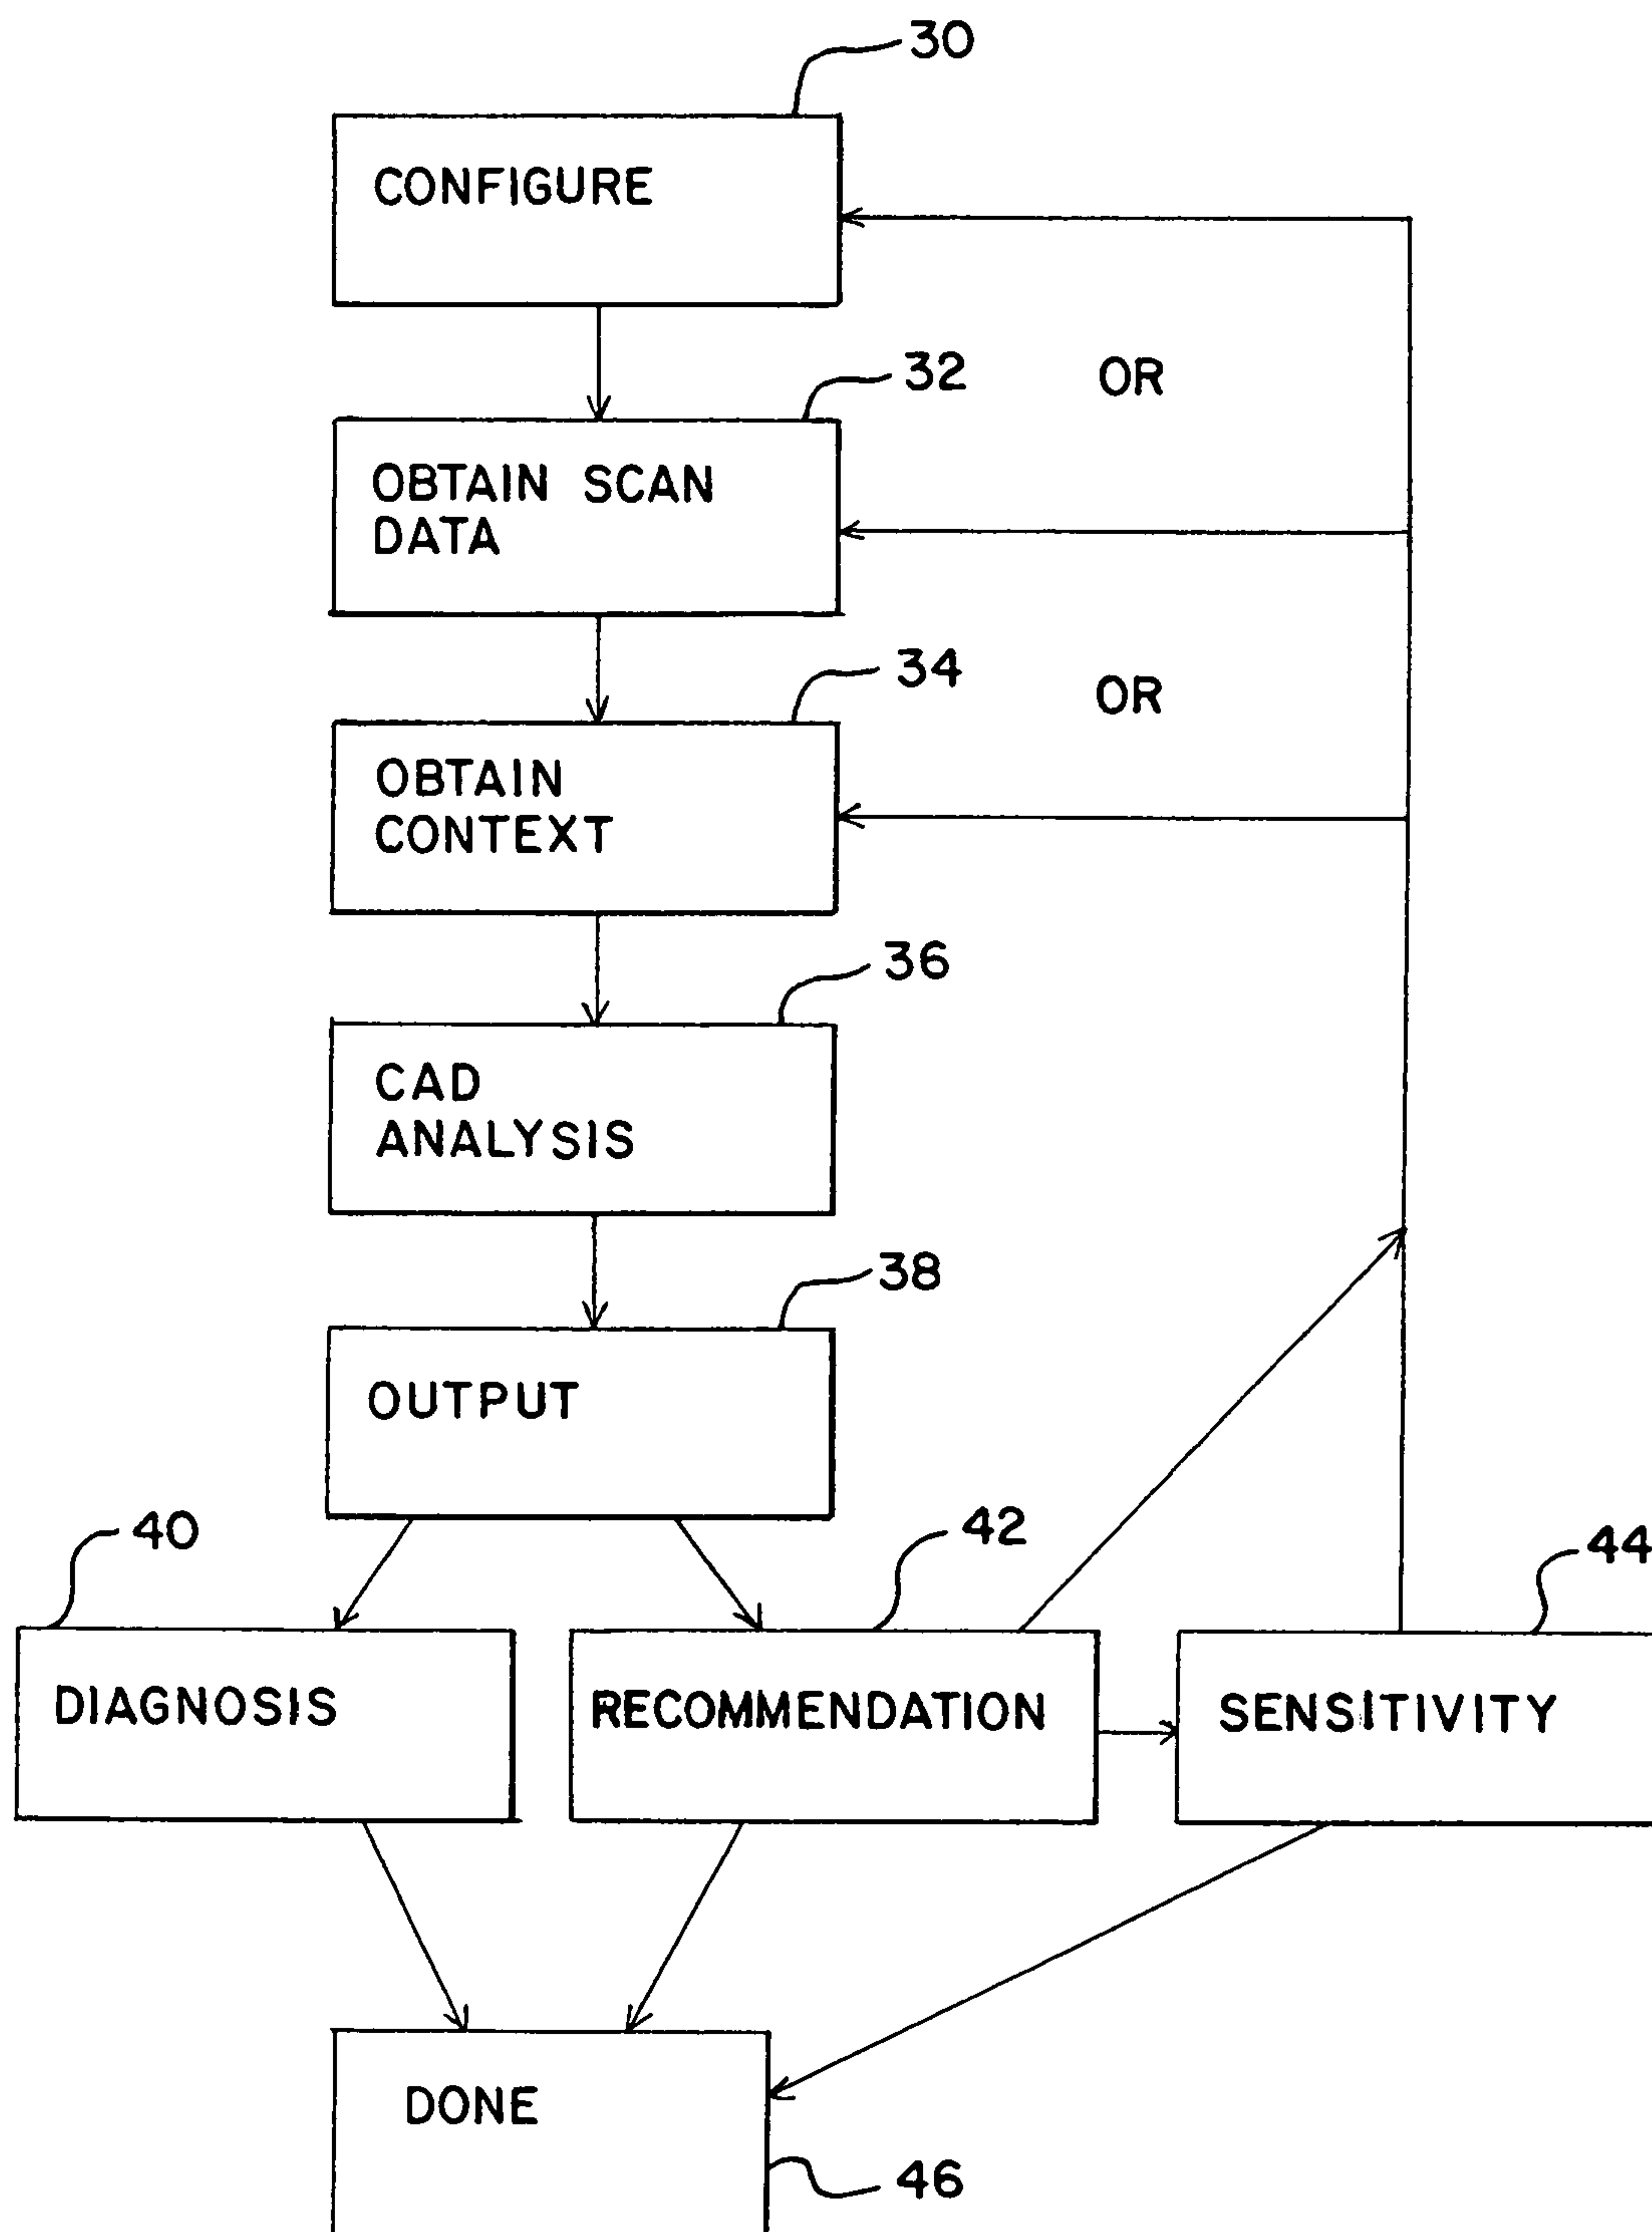 30
CONFIGURE
32
OR
OBTAIN SCAN
DATA
34
OR
OBTAIN
CONTEXT
36
CAD
ANALYSIS
38
OUTPUT
40
42
44
DIAGNOSIS
RECOMMENDATION
SENSITIVITY
DONE
46